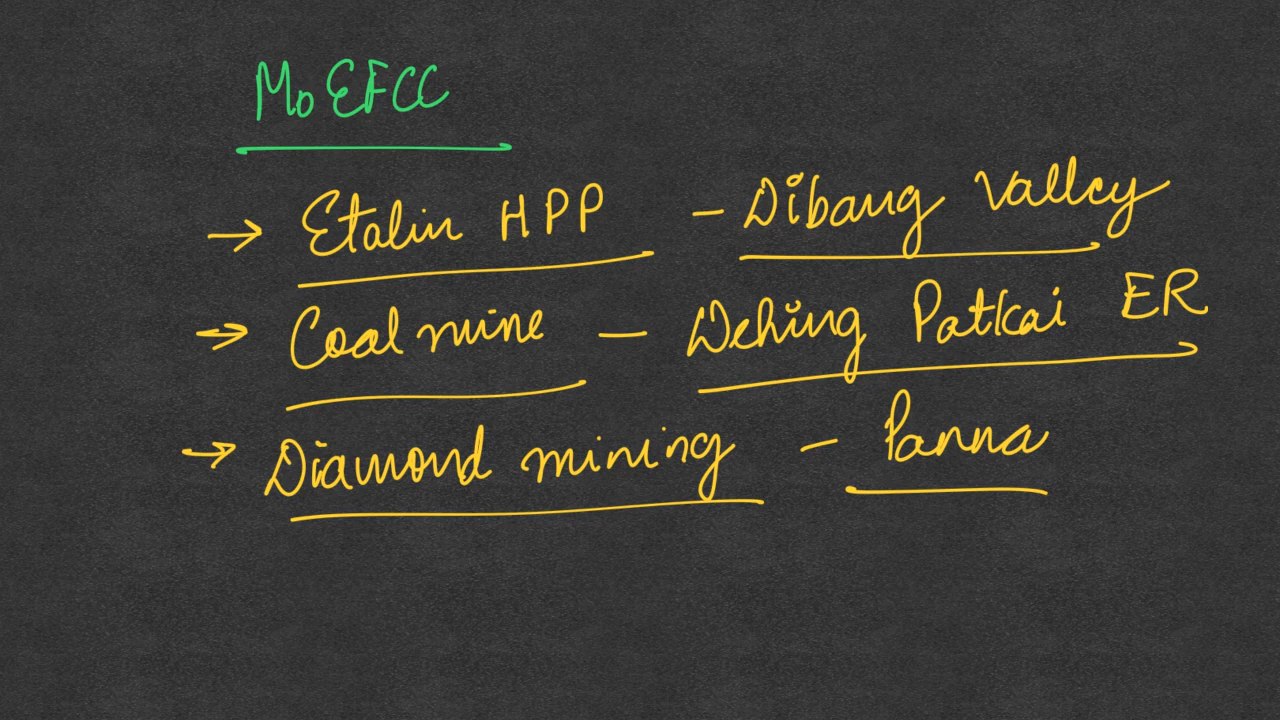 MoEFCC
→ Etalin HPP - Dibang Valley
→ Coal mine - Dehing Patkai ER
→ Diamond mining - Panna